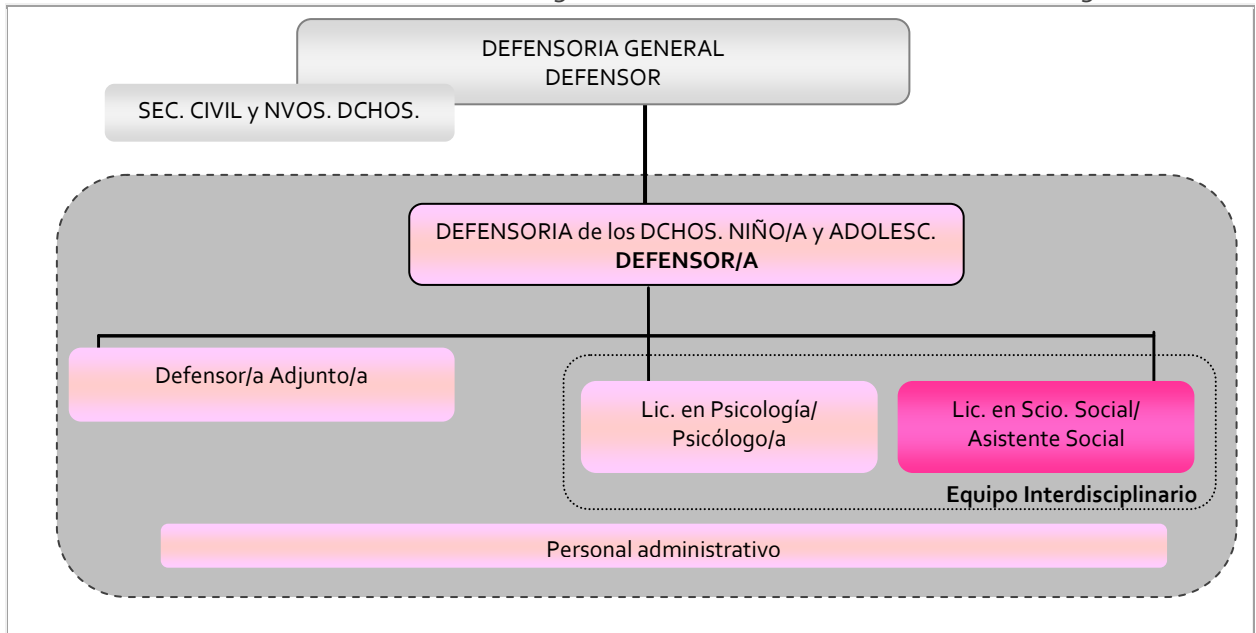 DEFENSORIA GENERAL
DEFENSOR
SEC. CIVIL y NVOS. DCHOS.
DEFENSORIA de los DCHOS. NIÑO/A y ADOLESC.
DEFENSOR/A
Defensor/a Adjunto/a
Lic. en Psicología/
Psicólogo/a
Lic. en Scio. Social/
Asistente Social
Equipo Interdisciplinario
Personal administrativo